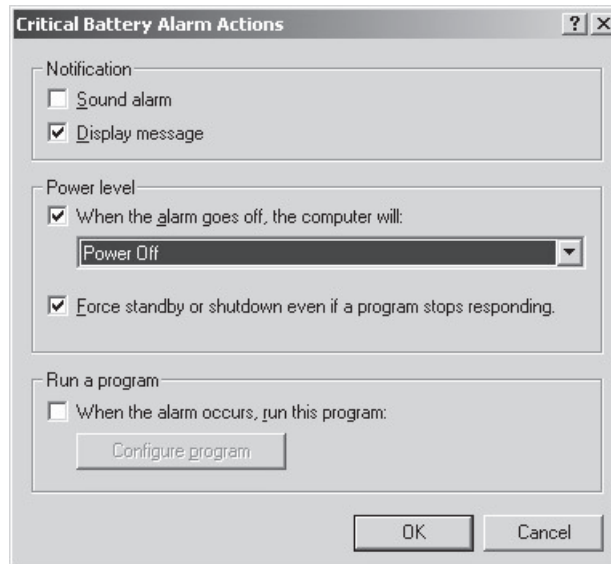 Critical Battery Alarm Actions
Notification
Sound alarm
Display message
Power level
When the alarm goes off, the computer will:
Power Off
Force standby or shutdown even if a program stops responding.
Run a program
When the alarm occurs, run this program:
Configure program
OK Cancel